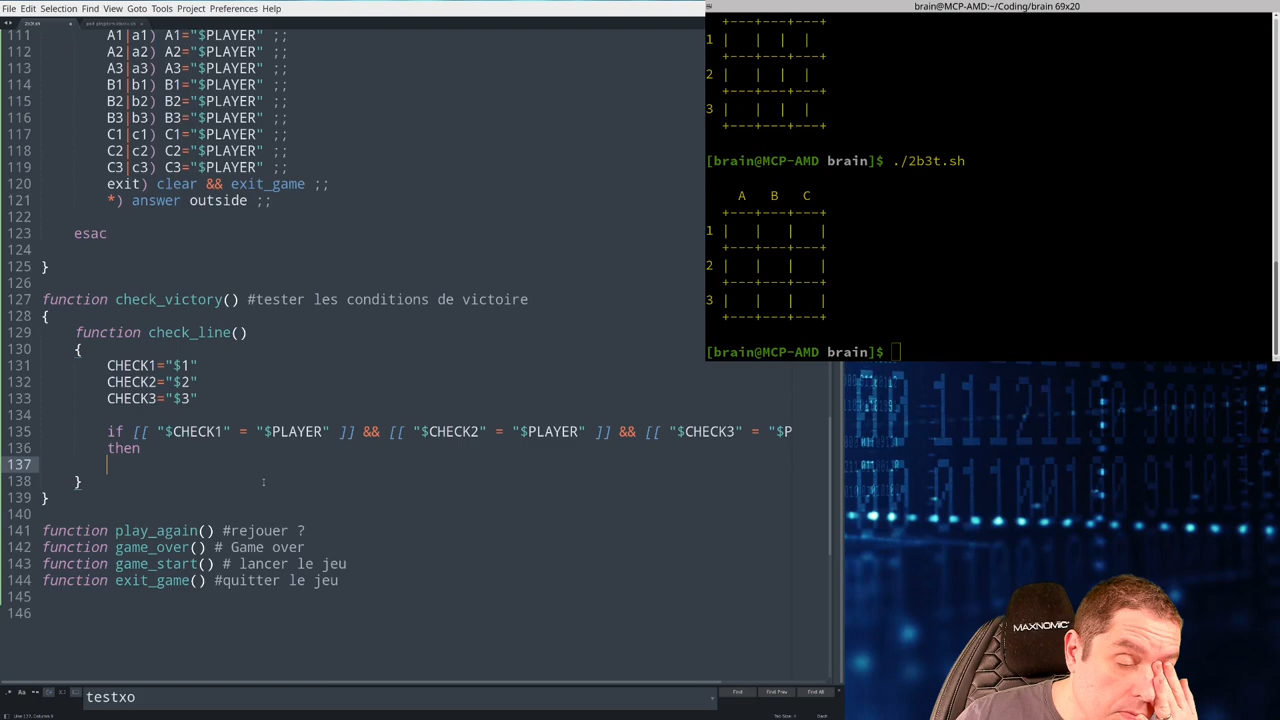 File Edit Selection Find View Goto Tools Project Preferences Help
111 A1|a1) A1="$PLAYER" ;;
112 A2|a2) A2="$PLAYER" ;;
113 A3|a3) A3="$PLAYER" ;;
114 B1|b1) B1="$PLAYER" ;;
115 B2|b2) B2="$PLAYER" ;;
116 B3|b3) B3="$PLAYER" ;;
117 C1|c1) C1="$PLAYER" ;;
118 C2|c2) C2="$PLAYER" ;;
119 C3|c3) C3="$PLAYER" ;;
120 exit) clear && exit_game ;;
121 *) answer outside ;;
122
123 esac
124
125 }
126
127 function check_victory() #tester les conditions de victoire
128 {
129 function check_line()
130 {
131 CHECK1="$1"
132 CHECK2="$2"
133 CHECK3="$3"
134
135 if [[ "$CHECK1" = "$PLAYER" ]] && [[ "$CHECK2" = "$PLAYER" ]] && [[ "$CHECK3" = "$P
136 then
137
138 }
139 }
140
141 function play_again() #rejouer ?
142 function game_over() # Game over
143 function game_start() # lancer le jeu
144 function exit_game() #quitter le jeu
145
146
testxo
Find Find Prev Find All
brain@MCP-AMD:~/Coding/brain 69x20
+---+---+---+
1 | | | |
+---+---+---+
2 | | | |
+---+---+---+
3 | | | |
+---+---+---+
[brain@MCP-AMD brain]$ ./2b3t.sh
A B C
+---+---+---+
1 | | | |
+---+---+---+
2 | | | |
+---+---+---+
3 | | | |
+---+---+---+
[brain@MCP-AMD brain]$
MAXNOMIC